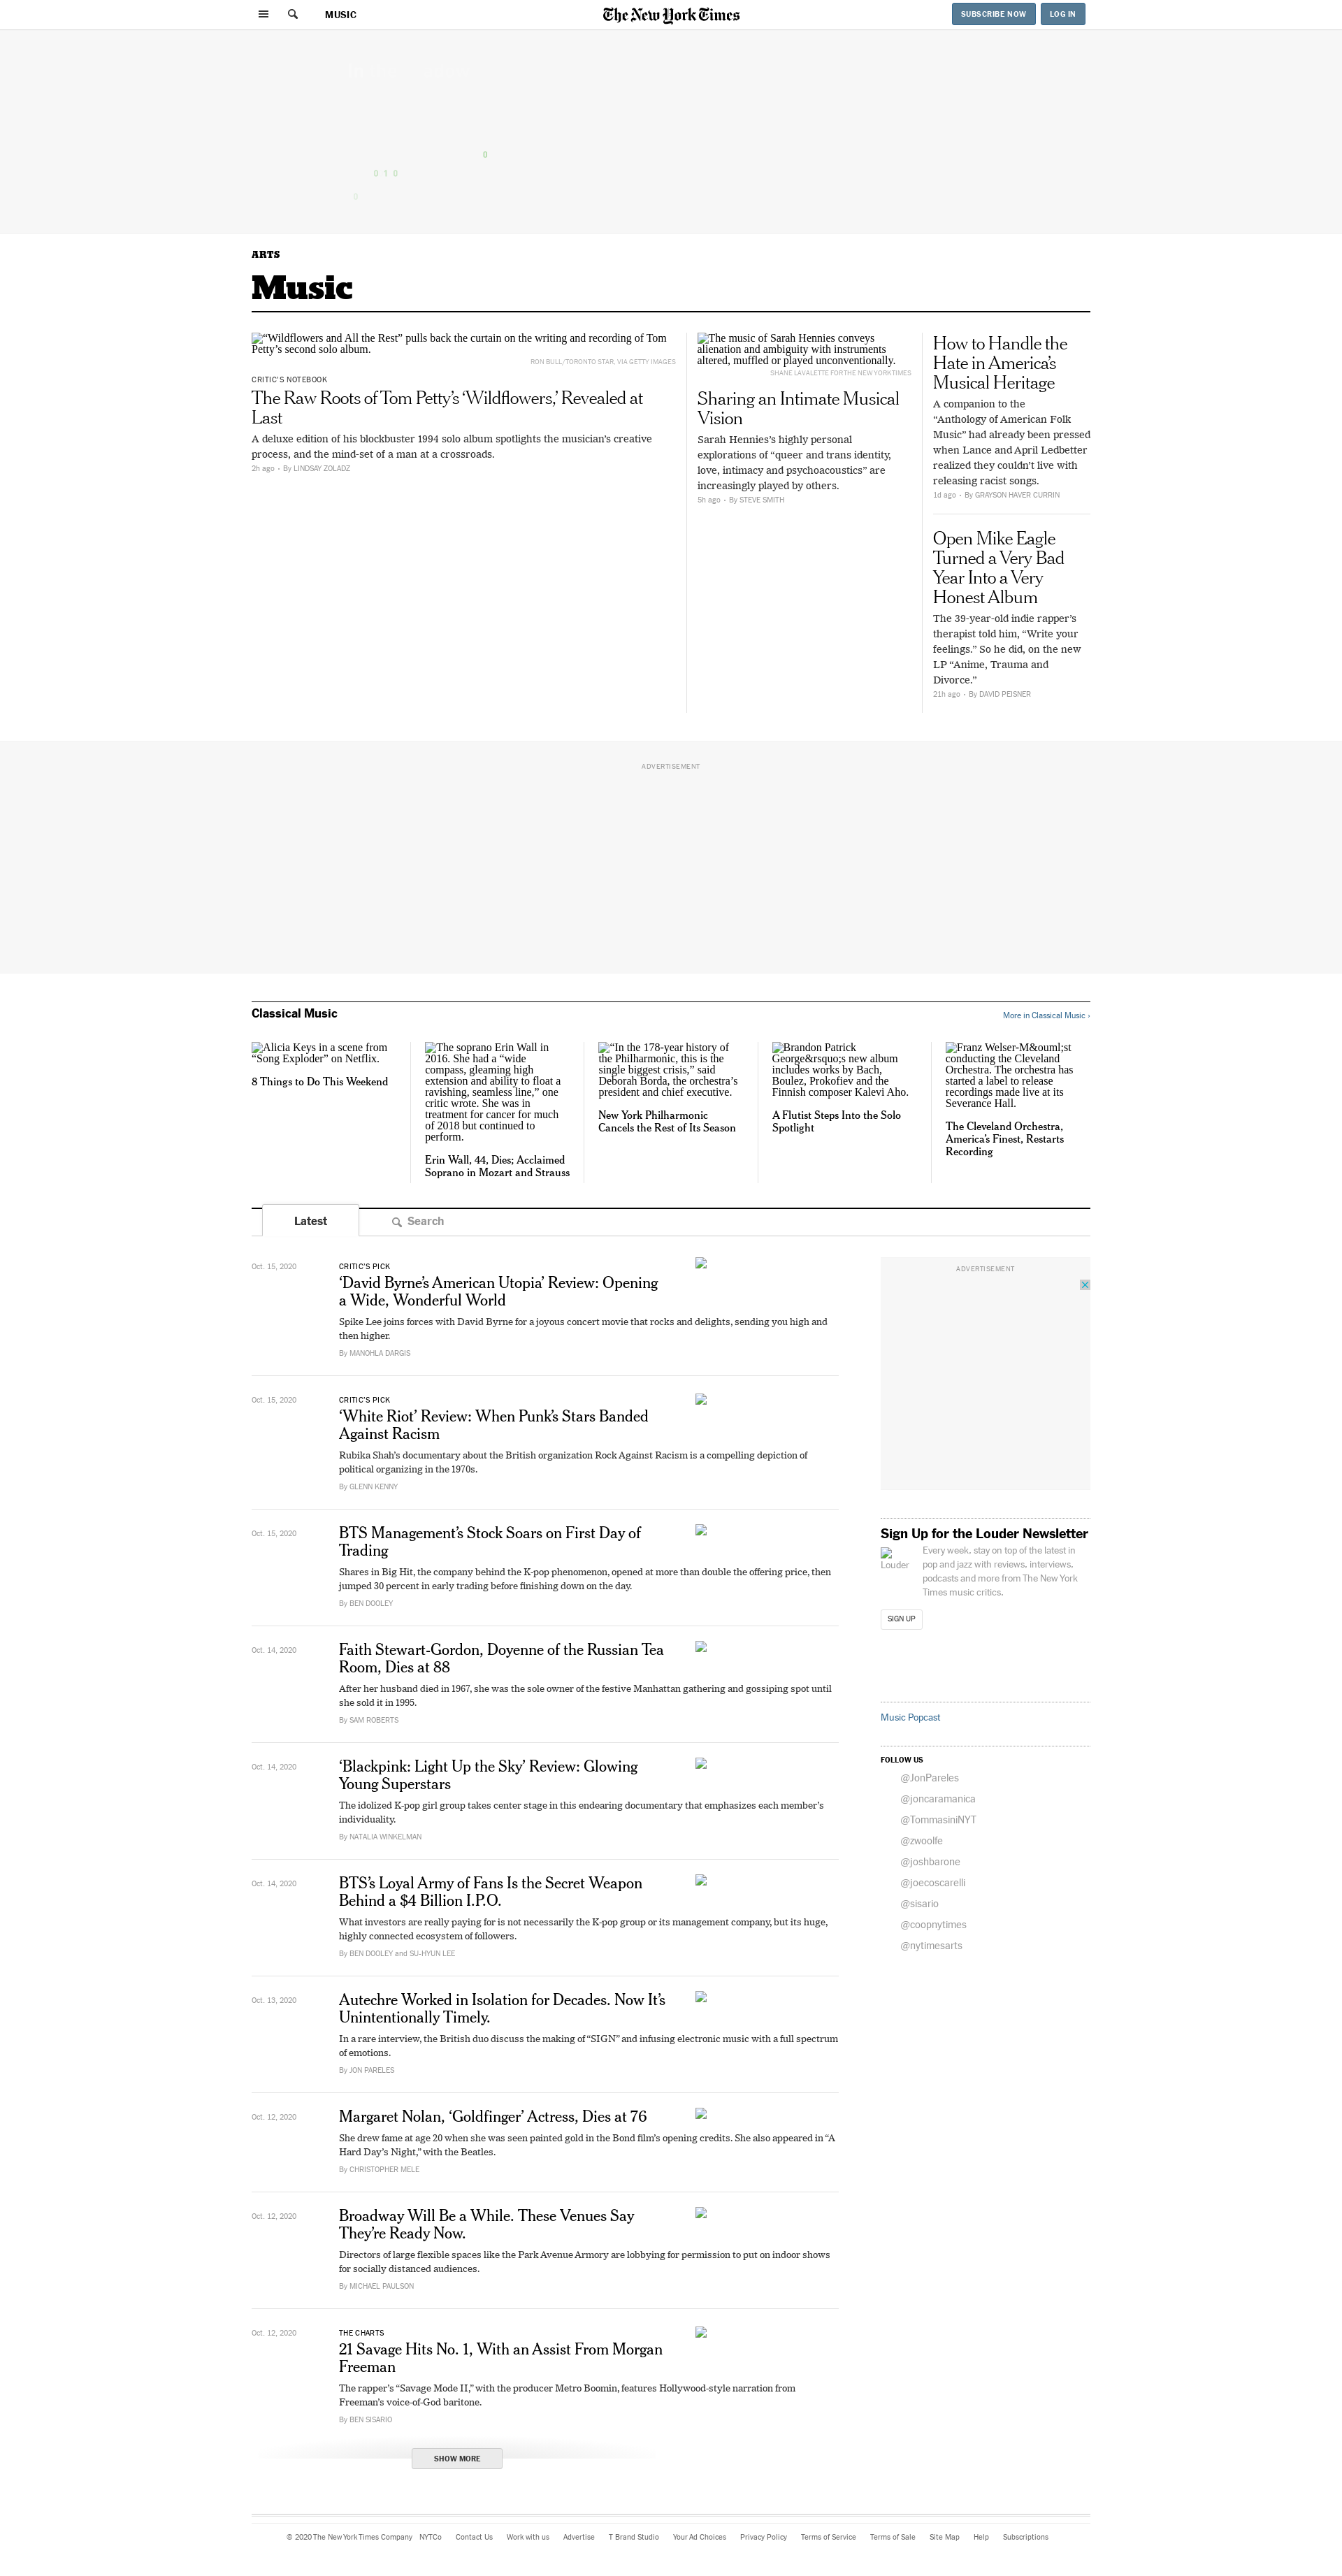 MUSIC
The New York Times
SUBSCRIBE NOW
LOG IN
0
0 1 0
0
ARTS
Music
“Wildflowers and All the Rest” pulls back the curtain on the writing and recording of Tom
Petty’s second solo album.
RON BULL/TORONTO STAR, VIA GETTY IMAGES
CRITIC’S NOTEBOOK
The Raw Roots of Tom Petty’s ‘Wildflowers,’ Revealed at
Last
A deluxe edition of his blockbuster 1994 solo album spotlights the musician’s creative
process, and the mind-set of a man at a crossroads.
2h ago • By LINDSAY ZOLADZ
The music of Sarah Hennies conveys
alienation and ambiguity with instruments
altered, muffled or played unconventionally.
SHANE LAVALETTE FOR THE NEW YORK TIMES
Sharing an Intimate Musical
Vision
Sarah Hennies’s highly personal
explorations of “queer and trans identity,
love, intimacy and psychoacoustics” are
increasingly played by others.
5h ago • By STEVE SMITH
How to Handle the
Hate in America’s
Musical Heritage
A companion to the
“Anthology of American Folk
Music” had already been pressed
when Lance and April Ledbetter
realized they couldn’t live with
releasing racist songs.
1d ago • By GRAYSON HAVER CURRIN
Open Mike Eagle
Turned a Very Bad
Year Into a Very
Honest Album
The 39-year-old indie rapper’s
therapist told him, “Write your
feelings.” So he did, on the new
LP “Anime, Trauma and
Divorce.”
21h ago • By DAVID PEISNER
ADVERTISEMENT
Classical Music
More in Classical Music ›
Alicia Keys in a scene from
“Song Exploder” on Netflix.
8 Things to Do This Weekend
The soprano Erin Wall in
2016. She had a “wide
compass, gleaming high
extension and ability to float a
ravishing, seamless line,” one
critic wrote. She was in
treatment for cancer for much
of 2018 but continued to
perform.
Erin Wall, 44, Dies; Acclaimed
Soprano in Mozart and Strauss
“In the 178-year history of
the Philharmonic, this is the
single biggest crisis,” said
Deborah Borda, the orchestra’s
president and chief executive.
New York Philharmonic
Cancels the Rest of Its Season
Brandon Patrick
George&rsquo;s new album
includes works by Bach,
Boulez, Prokofiev and the
Finnish composer Kalevi Aho.
A Flutist Steps Into the Solo
Spotlight
Franz Welser-M&ouml;st
conducting the Cleveland
Orchestra. The orchestra has
started a label to release
recordings made live at its
Severance Hall.
The Cleveland Orchestra,
America’s Finest, Restarts
Recording
Latest
Search
Oct. 15, 2020
CRITIC’S PICK
‘David Byrne’s American Utopia’ Review: Opening
a Wide, Wonderful World
Spike Lee joins forces with David Byrne for a joyous concert movie that rocks and delights, sending you high and
then higher.
By MANOHLA DARGIS
Oct. 15, 2020
CRITIC’S PICK
‘White Riot’ Review: When Punk’s Stars Banded
Against Racism
Rubika Shah’s documentary about the British organization Rock Against Racism is a compelling depiction of
political organizing in the 1970s.
By GLENN KENNY
Oct. 15, 2020
BTS Management’s Stock Soars on First Day of
Trading
Shares in Big Hit, the company behind the K-pop phenomenon, opened at more than double the offering price, then
jumped 30 percent in early trading before finishing down on the day.
By BEN DOOLEY
Oct. 14, 2020
Faith Stewart-Gordon, Doyenne of the Russian Tea
Room, Dies at 88
After her husband died in 1967, she was the sole owner of the festive Manhattan gathering and gossiping spot until
she sold it in 1995.
By SAM ROBERTS
Oct. 14, 2020
‘Blackpink: Light Up the Sky’ Review: Glowing
Young Superstars
The idolized K-pop girl group takes center stage in this endearing documentary that emphasizes each member’s
individuality.
By NATALIA WINKELMAN
Oct. 14, 2020
BTS’s Loyal Army of Fans Is the Secret Weapon
Behind a $4 Billion I.P.O.
What investors are really paying for is not necessarily the K-pop group or its management company, but its huge,
highly connected ecosystem of followers.
By BEN DOOLEY and SU-HYUN LEE
Oct. 13, 2020
Autechre Worked in Isolation for Decades. Now It’s
Unintentionally Timely.
In a rare interview, the British duo discuss the making of “SIGN” and infusing electronic music with a full spectrum
of emotions.
By JON PARELES
Oct. 12, 2020
Margaret Nolan, ‘Goldfinger’ Actress, Dies at 76
She drew fame at age 20 when she was seen painted gold in the Bond film’s opening credits. She also appeared in “A
Hard Day’s Night,” with the Beatles.
By CHRISTOPHER MELE
Oct. 12, 2020
Broadway Will Be a While. These Venues Say
They’re Ready Now.
Directors of large flexible spaces like the Park Avenue Armory are lobbying for permission to put on indoor shows
for socially distanced audiences.
By MICHAEL PAULSON
Oct. 12, 2020
THE CHARTS
21 Savage Hits No. 1, With an Assist From Morgan
Freeman
The rapper’s “Savage Mode II,” with the producer Metro Boomin, features Hollywood-style narration from
Freeman’s voice-of-God baritone.
By BEN SISARIO
SHOW MORE
ADVERTISEMENT
Sign Up for the Louder Newsletter
Louder
Every week, stay on top of the latest in
pop and jazz with reviews, interviews,
podcasts and more from The New York
Times music critics.
SIGN UP
Music Popcast
FOLLOW US
@JonPareles
@joncaramanica
@TommasiniNYT
@zwoolfe
@joshbarone
@joecoscarelli
@sisario
@coopnytimes
@nytimesarts
© 2020 The New York Times Company NYTCo Contact Us Work with us Advertise T Brand Studio Your Ad Choices Privacy Policy Terms of Service Terms of Sale Site Map Help Subscriptions